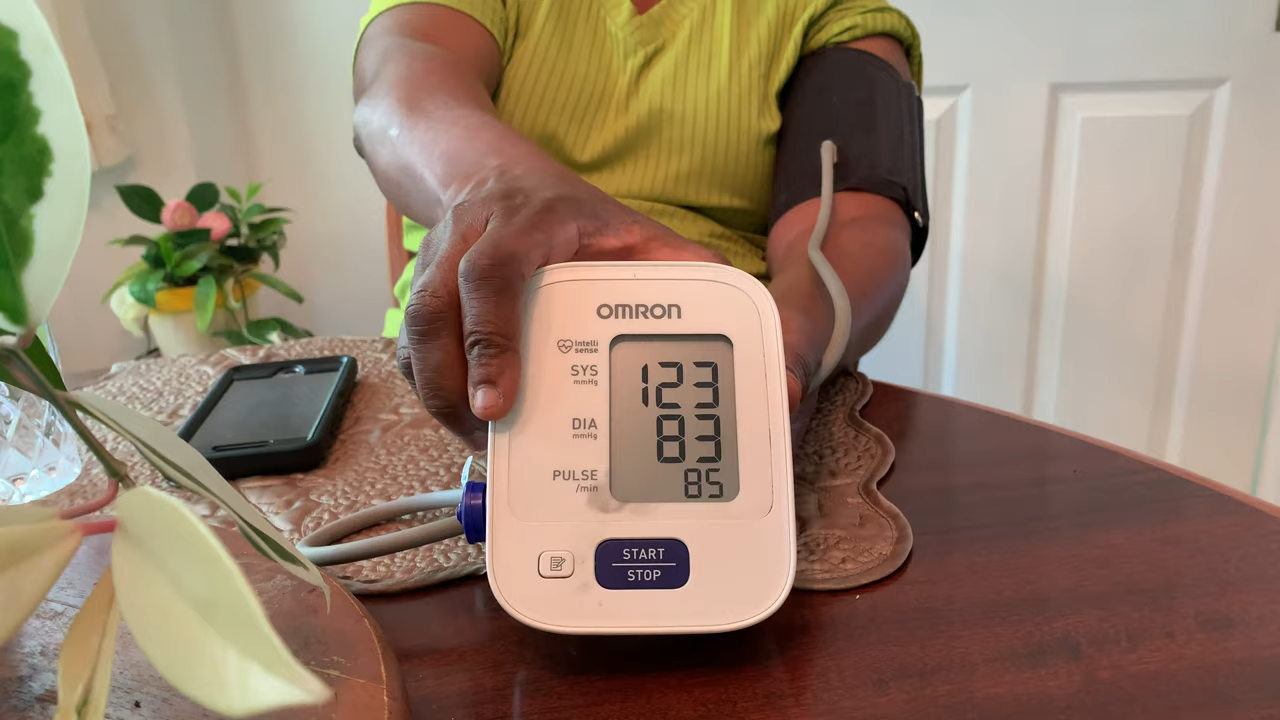 OMRON
Intelli
sense
SYS
mmHg
123
DIA
mmHg
83
PULSE
/min
85
START
STOP